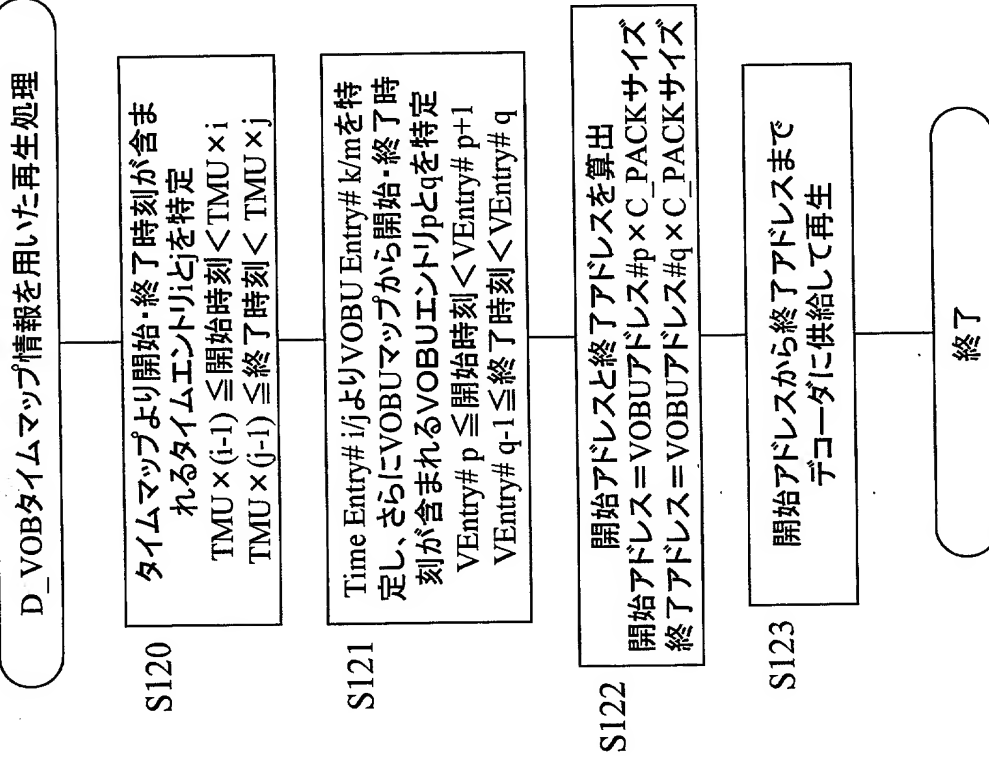 D_VOBタイムマップ情報を用いた再生処理
S120
タイムマップより開始・終了時刻が含ま
れるタイムエントリiとjを特定
TMU×(i-1) ≦開始時刻<TMU×i
TMU×(j-1) ≦終了時刻< TMU×j
S121
Time Entry# i/jよりVOBU Entry# k/mを特
定し、さらにVOBUマップから開始・終了時
刻が含まれるVOBUエントリpとqを特定
VEntry# p ≦開始時刻<VEntry# p+1
VEntry# q-1≦終了時刻<VEntry# q
S122
開始アドレスと終了アドレスを算出
開始アドレス=VOBUアドレス#p×C_PACKサイズ
終了アドレス=VOBUアドレス#q×C_PACKサイズ
S123
開始アドレスから終了アドレスまで
デコーダに供給して再生
終了